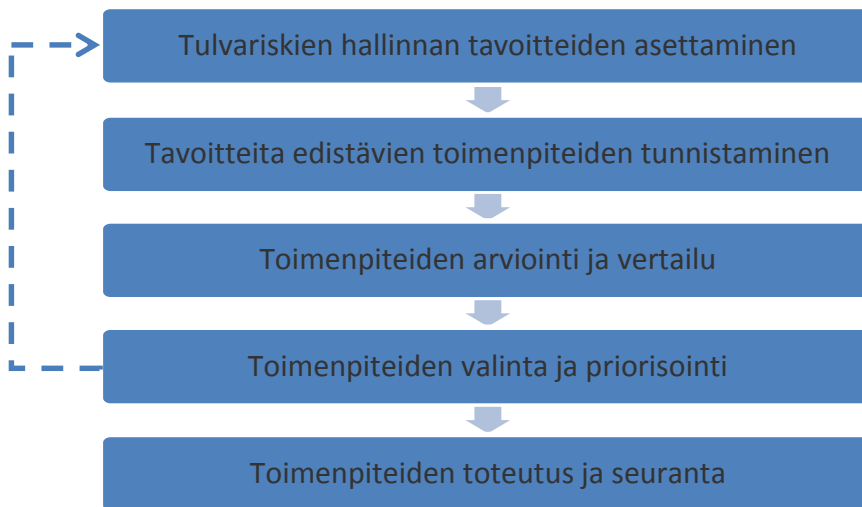 Tulvariskien hallinnan tavoitteiden asettaminen
Tavoitteita edistävien toimenpiteiden tunnistaminen
Toimenpiteiden arviointi ja vertailu
Toimenpiteiden valinta ja priorisointi
Toimenpiteiden toteutus ja seuranta